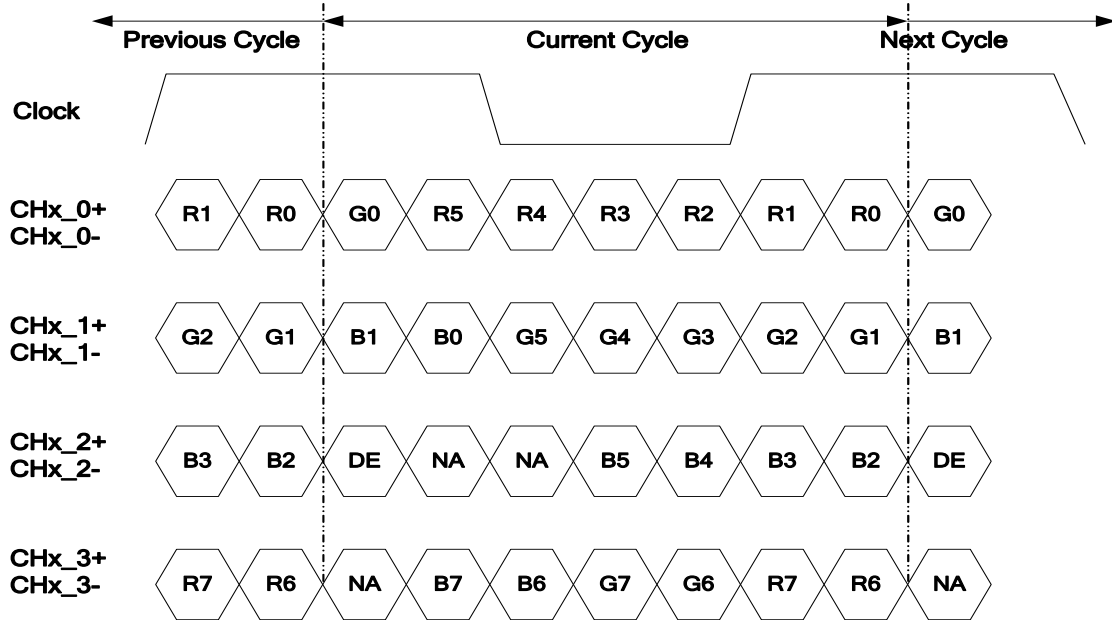 Previous Cycle Current Cycle Next Cycle
Clock
CHx_0+
CHx_0-
R1 R0 G0 R5 R4 R3 R2 R1 R0 G0
CHx_1+
CHx_1-
G2 G1 B1 B0 G5 G4 G3 G2 G1 B1
CHx_2+
CHx_2-
B3 B2 DE NA NA B5 B4 B3 B2 DE
CHx_3+
CHx_3-
R7 R6 NA B7 B6 G7 G6 R7 R6 NA